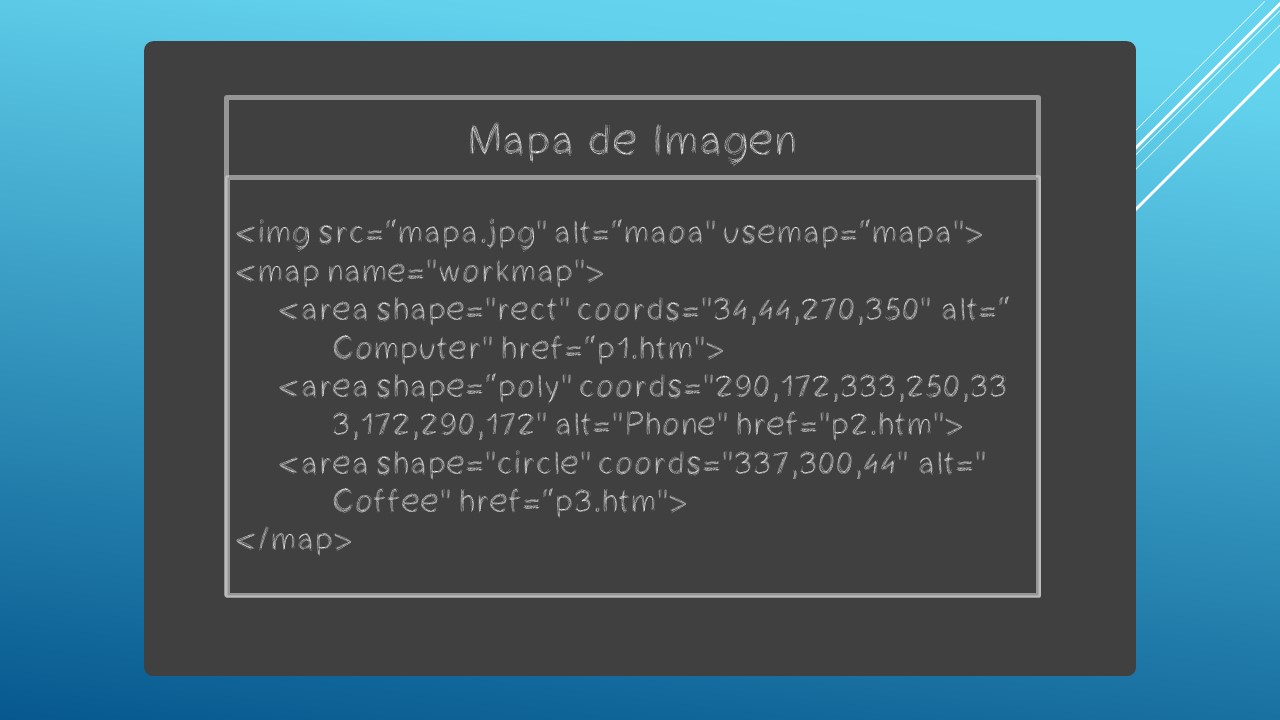 Mapa de Imagen
<img src=“mapa.jpg" alt=“maoa" usemap=“mapa">
<map name="workmap">
<area shape="rect" coords="34,44,270,350" alt=“
Computer" href=“p1.htm">
<area shape=“poly" coords="290,172,333,250,33
3,172,290,172" alt="Phone" href="p2.htm">
<area shape="circle" coords="337,300,44" alt="
Coffee" href=“p3.htm">
</map>